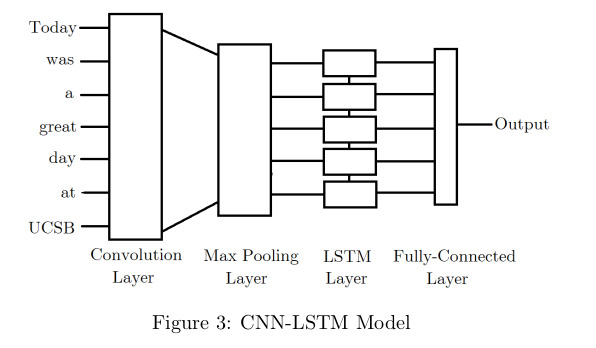 Today
was
a
great
day
at
UCSB
Output
Convolution
Layer
Max Pooling
Layer
LSTM
Layer
Fully-Connected
Layer
Figure 3: CNN-LSTM Model